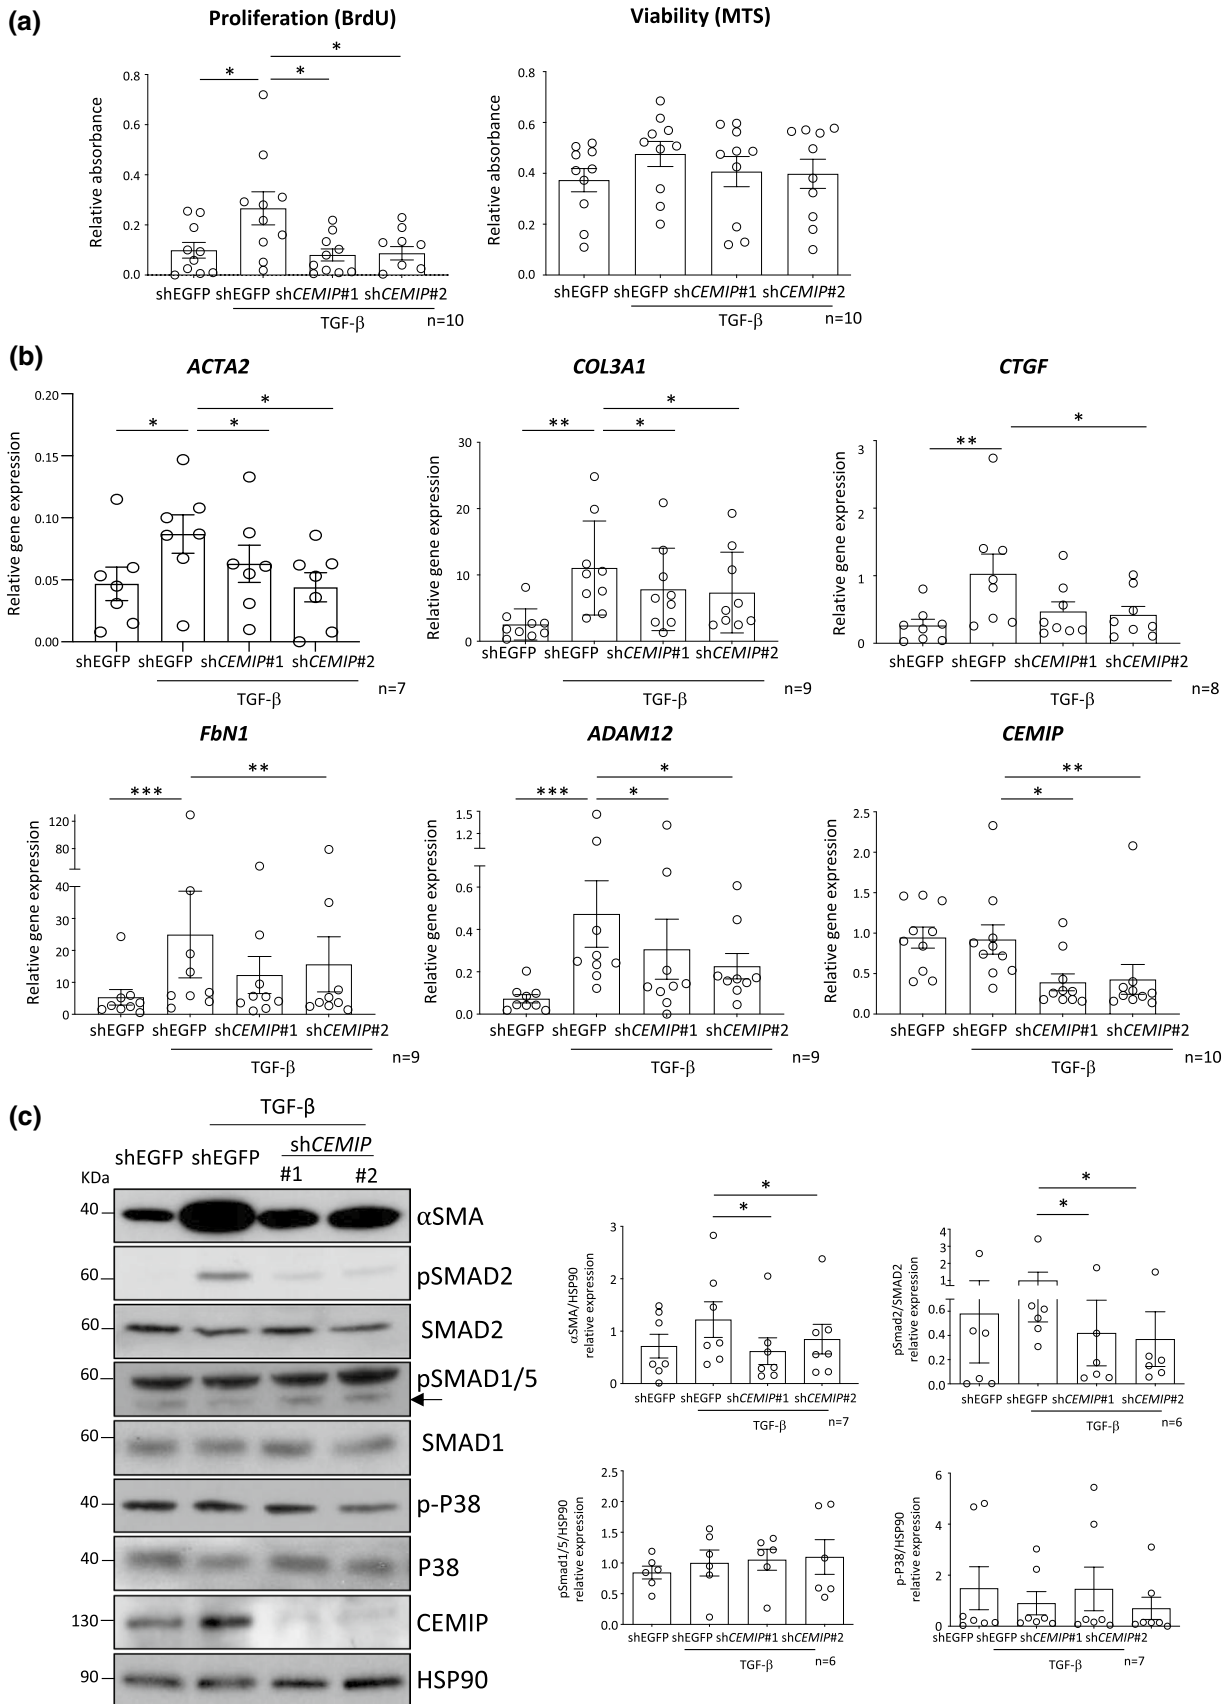 (a)
Proliferation (BrdU)
*
* *
Relative absorbance
0.8
0.6
0.4
0.2
0.0
shEGFP shEGFP shCEMIP#1 shCEMIP#2
TGF-β n=10
Viability (MTS)
Relative absorbance
0.8
0.6
0.4
0.2
0.0
shEGFP shEGFP shCEMIP#1 shCEMIP#2
TGF-β n=10
(b)
ACTA2
*
* *
Relative gene expression
0.20
0.15
0.10
0.05
0.00
shEGFP shEGFP shCEMIP#1 shCEMIP#2
TGF-β n=7
COL3A1
*
** *
Relative gene expression
30
20
10
0
shEGFP shEGFP shCEMIP#1 shCEMIP#2
TGF-β n=9
CTGF
*
**
Relative gene expression
3
2
1
0
shEGFP shEGFP shCEMIP#1 shCEMIP#2
TGF-β n=8
FbN1
**
***
Relative gene expression
120
80
40
30
20
10
0
shEGFP shEGFP shCEMIP#1 shCEMIP#2
TGF-β n=9
ADAM12
*
*** *
Relative gene expression
1.5
1.2
0.6
0.4
0.2
0.0
shEGFP shEGFP shCEMIP#1 shCEMIP#2
TGF-β n=9
CEMIP
**
*
Relative gene expression
2.5
2.0
1.5
1.0
0.5
0.0
shEGFP shEGFP shCEMIP#1 shCEMIP#2
TGF-β n=10
(c)
TGF-β
shEGFP shEGFP shCEMIP
KDa #1 #2
40 αSMA
60 pSMAD2
60 SMAD2
60 pSMAD1/5
60 SMAD1
40 p-P38
40 P38
130 CEMIP
90 HSP90
*
*
αSMA/HSP90
relative expression
3
2
1
0
shEGFP shEGFP shCEMIP#1 shCEMIP#2
TGF-β n=7
*
*
pSmad2/SMAD2
relative expression
4
3
2
1
0.6
0.4
0.2
0.0
shEGFP shEGFP shCEMIP#1 shCEMIP#2
TGF-β n=6
pSmad1/5/HSP90
relative expression
2.5
2.0
1.5
1.0
0.5
0.0
shEGFP shEGFP shCEMIP#1 shCEMIP#2
TGF-β n=6
p-P38/HSP90
relative expression
6
4
2
0
shEGFP shEGFP shCEMIP#1 shCEMIP#2
TGF-β n=7